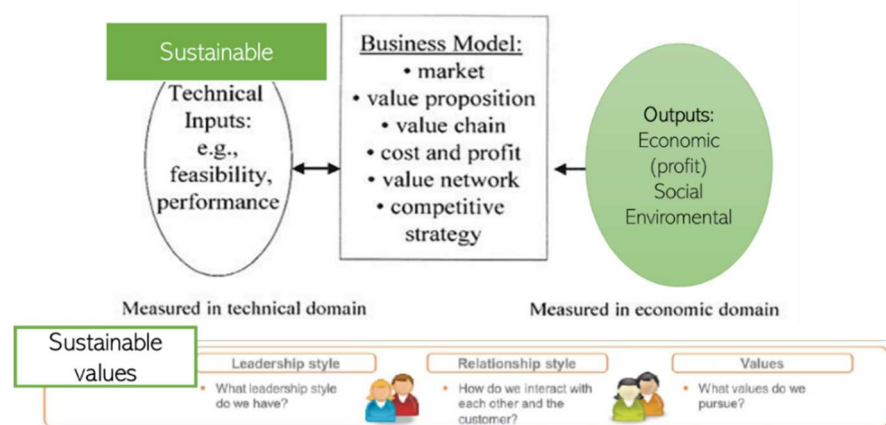 Sustainable
Technical
Inputs:
e.g.,
feasibility,
performance
Business Model:
• market
• value proposition
• value chain
• cost and profit
• value network
• competitive
strategy
Outputs:
Economic
(profit)
Social
Enviromental
Measured in technical domain
Measured in economic domain
Sustainable
values
Leadership style
• What leadership style
do we have?
Relationship style
• How do we interact with
each other and the
customer?
Values
• What values do we
pursue?